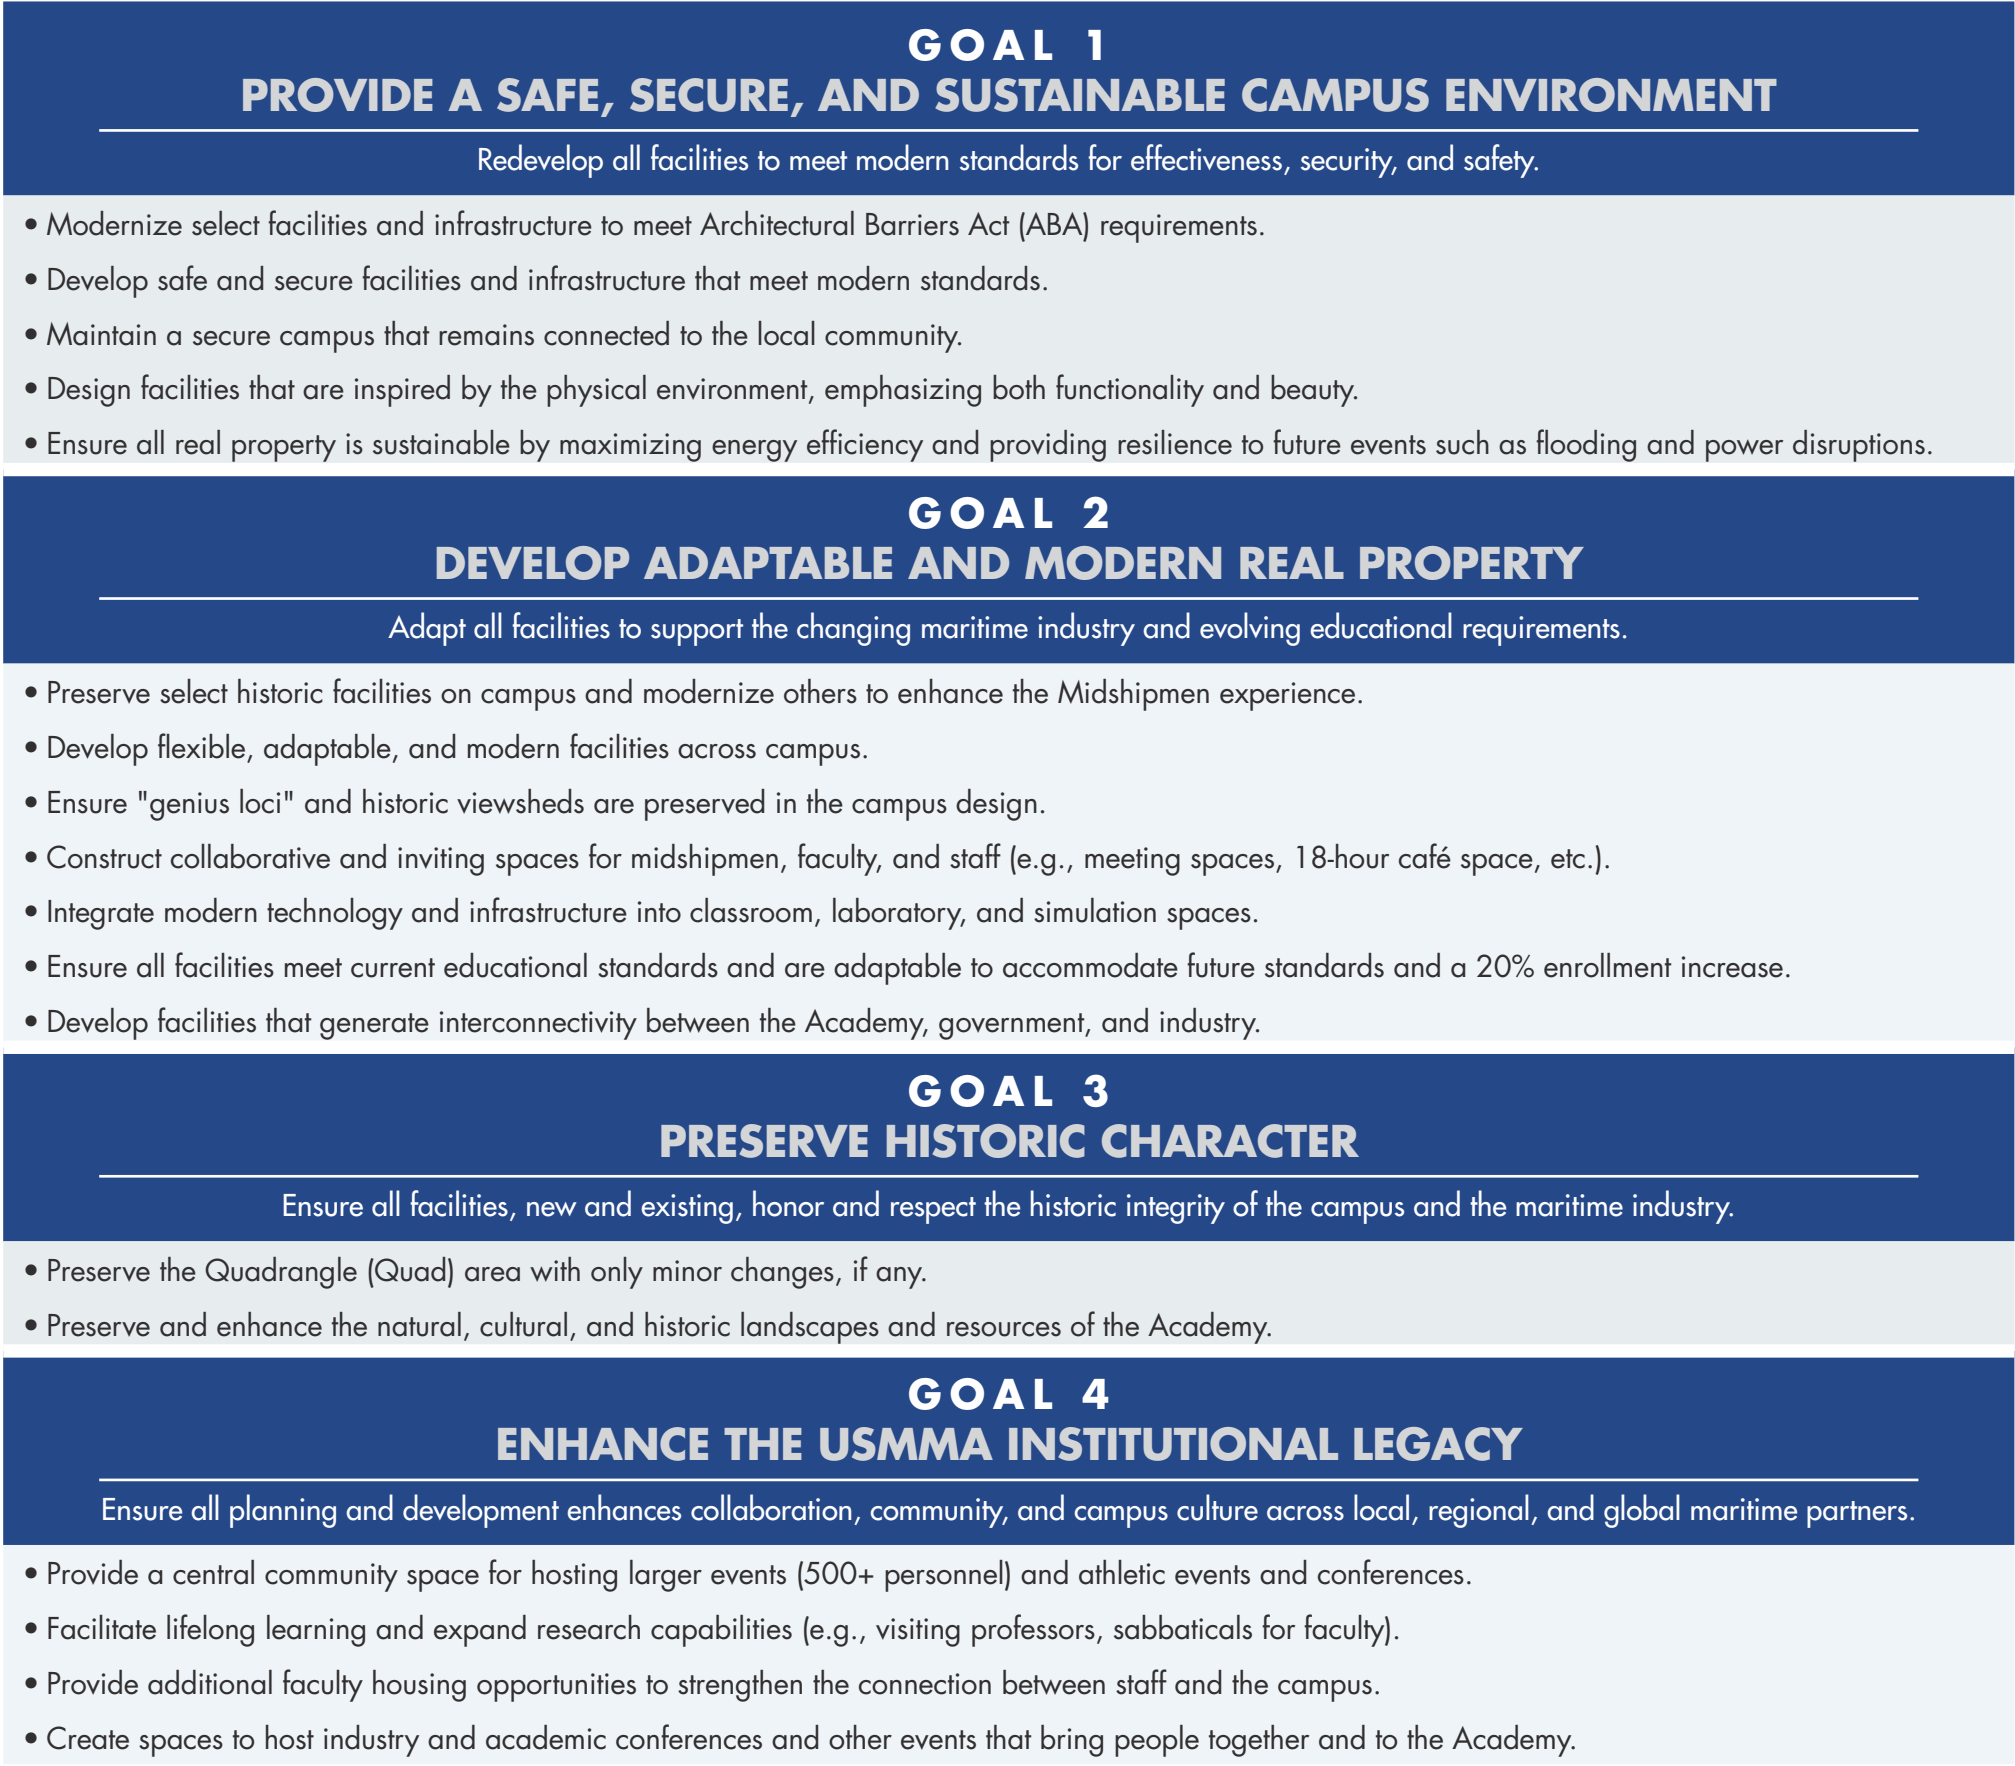 GOAL 1
PROVIDE A SAFE, SECURE, AND SUSTAINABLE CAMPUS ENVIRONMENT
Redevelop all facilities to meet modern standards for effectiveness, security, and safety.
• Modernize select facilities and infrastructure to meet Architectural Barriers Act (ABA) requirements.
• Develop safe and secure facilities and infrastructure that meet modern standards.
• Maintain a secure campus that remains connected to the local community.
• Design facilities that are inspired by the physical environment, emphasizing both functionality and beauty.
• Ensure all real property is sustainable by maximizing energy efficiency and providing resilience to future events such as flooding and power disruptions.
GOAL 2
DEVELOP ADAPTABLE AND MODERN REAL PROPERTY
Adapt all facilities to support the changing maritime industry and evolving educational requirements.
• Preserve select historic facilities on campus and modernize others to enhance the Midshipmen experience.
• Develop flexible, adaptable, and modern facilities across campus.
• Ensure "genius loci" and historic viewsheds are preserved in the campus design.
• Construct collaborative and inviting spaces for midshipmen, faculty, and staff (e.g., meeting spaces, 18-hour café space, etc.).
• Integrate modern technology and infrastructure into classroom, laboratory, and simulation spaces.
• Ensure all facilities meet current educational standards and are adaptable to accommodate future standards and a 20% enrollment increase.
• Develop facilities that generate interconnectivity between the Academy, government, and industry.
GOAL 3
PRESERVE HISTORIC CHARACTER
Ensure all facilities, new and existing, honor and respect the historic integrity of the campus and the maritime industry.
• Preserve the Quadrangle (Quad) area with only minor changes, if any.
• Preserve and enhance the natural, cultural, and historic landscapes and resources of the Academy.
GOAL 4
ENHANCE THE USMMA INSTITUTIONAL LEGACY
Ensure all planning and development enhances collaboration, community, and campus culture across local, regional, and global maritime partners.
• Provide a central community space for hosting larger events (500+ personnel) and athletic events and conferences.
• Facilitate lifelong learning and expand research capabilities (e.g., visiting professors, sabbaticals for faculty).
• Provide additional faculty housing opportunities to strengthen the connection between staff and the campus.
• Create spaces to host industry and academic conferences and other events that bring people together and to the Academy.